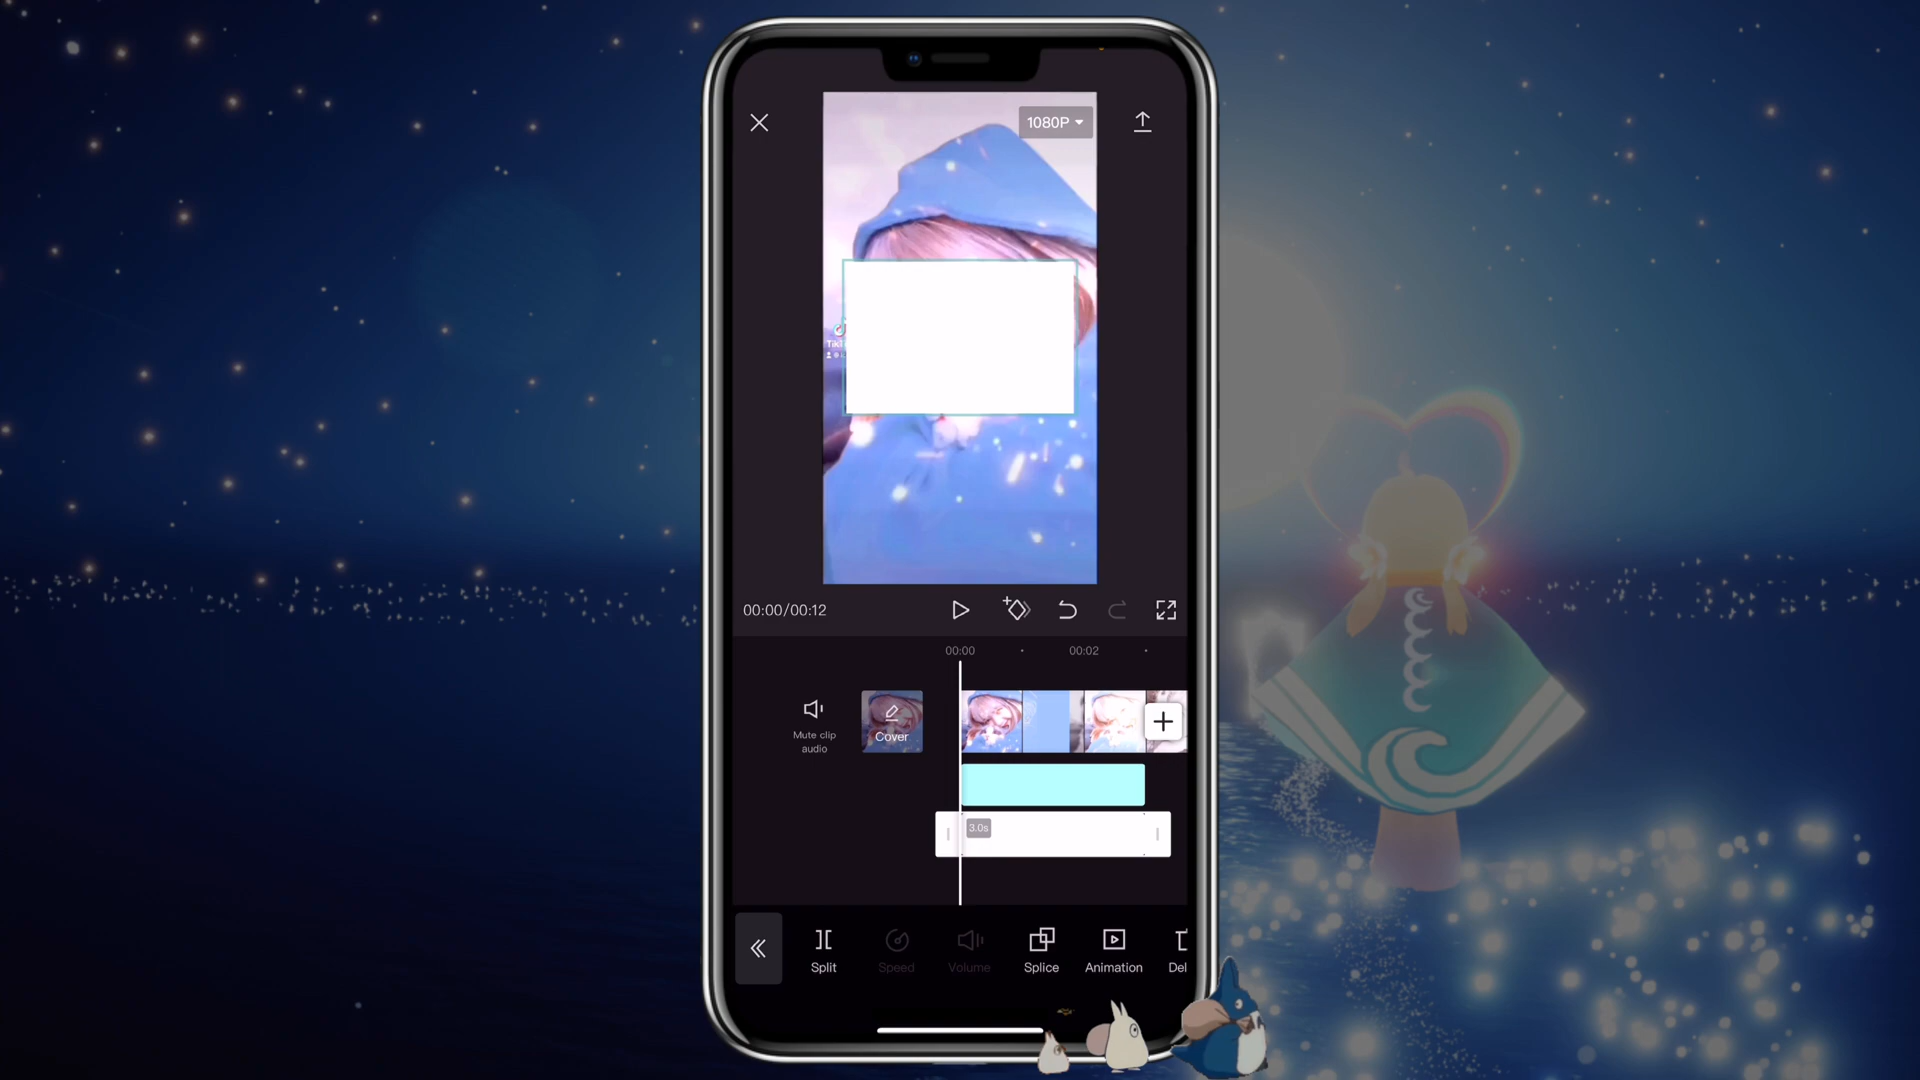 1080P
00:00/00:12
00:00
00:02
Mute clip
audio
Cover
3.0s
Split
Speed
Volume
Splice
Animation
Del